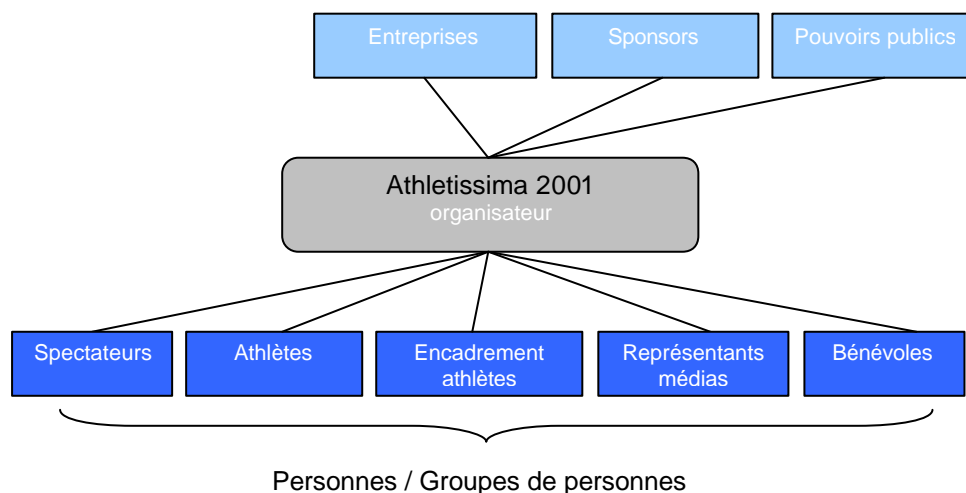 Entreprises
Sponsors
Pouvoirs publics
Athletissima 2001
organisateur
Spectateurs
Athlètes
Encadrement
athlètes
Représentants
médias
Bénévoles
Personnes / Groupes de personnes